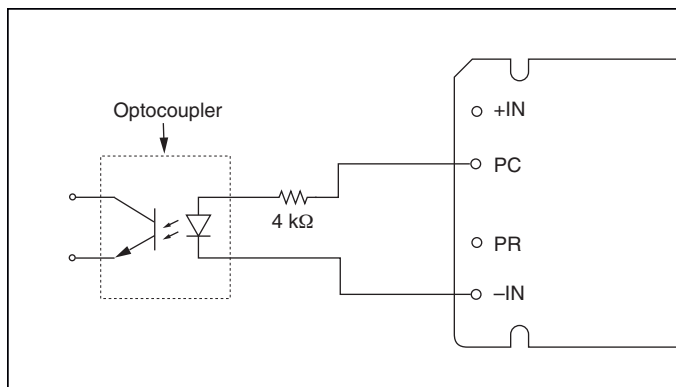 Optocoupler
4 kΩ
+IN
PC
PR
–IN